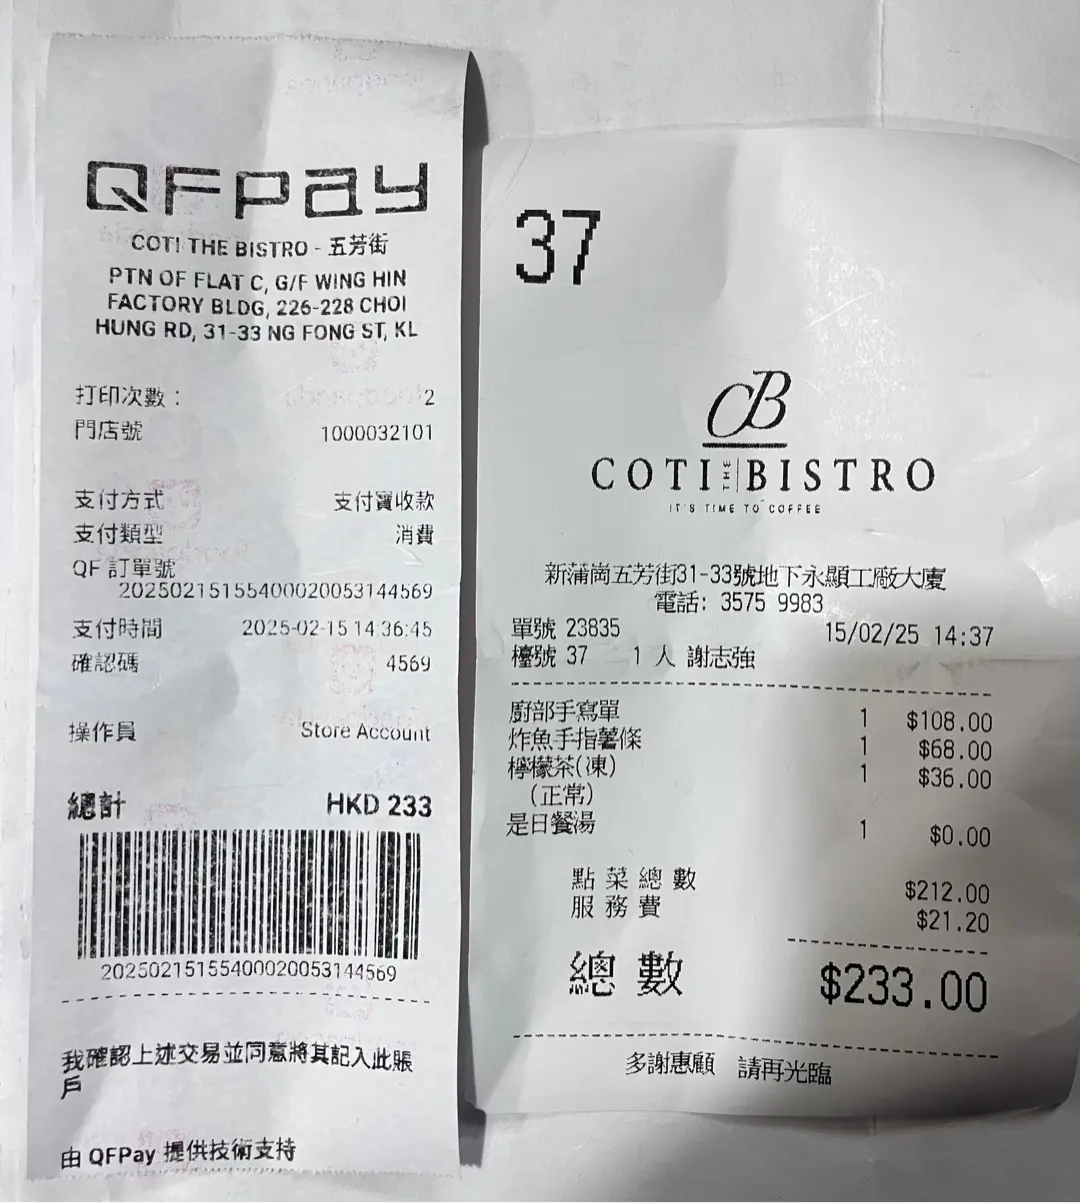 QFPay
COTI THE BISTRO - 五芳街
PTN OF FLAT C, G/F WING HIN
FACTORY BLDG, 226-228 CHOI
HUNG RD, 31-33 NG FONG ST, KL
打印次數： 2
門店號 1000032101
支付方式 支付寶收款
支付類型 消費
QF 訂單號
20250215155400020053144569
支付時間 2025-02-15 14:36:45
確認碼 4569
操作員 Store Account
總計 HKD 233
20250215155400020053144569
我確認上述交易並同意將其記入此賬
戶
由 QFPay 提供技術支持
37
CB
COTI THE BISTRO
IT'S TIME TO COFFEE
新蒲崗五芳街31-33號地下永顯工廠大廈
電話: 3575 9983
單號 23835 15/02/25 14:37
檯號 37 1 人 謝志強
廚部手寫單 1 $108.00
炸魚手指薯條 1 $68.00
檸檬茶(凍) 1 $36.00
(正常)
是日餐湯 1 $0.00
點菜總數 $212.00
服務費 $21.20
總數 $233.00
多謝惠顧 請再光臨